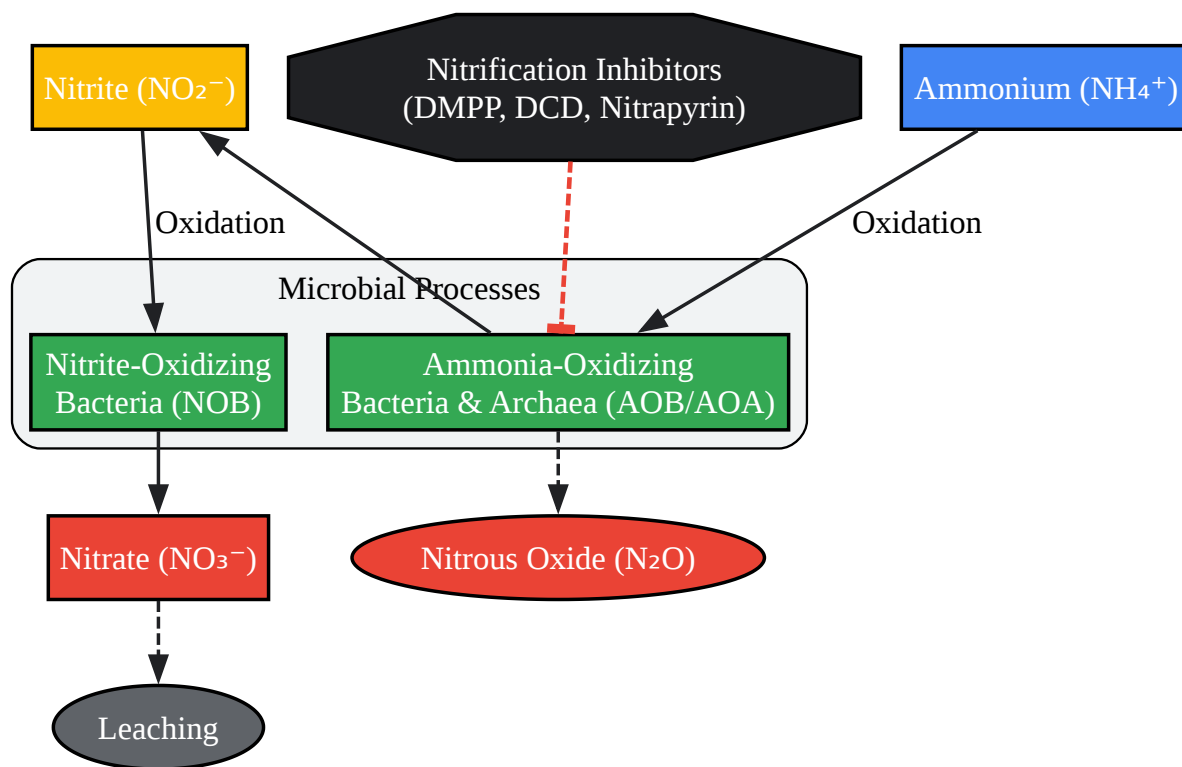 Nitrite (NO₂⁻)
Nitrification Inhibitors
(DMPP, DCD, Nitrapyrin)
Ammonium (NH₄⁺)
Oxidation
Oxidation
Microbial Processes
Nitrite-Oxidizing
Bacteria (NOB)
Ammonia-Oxidizing
Bacteria & Archaea (AOB/AOA)
Nitrate (NO₃⁻)
Nitrous Oxide (N₂O)
Leaching